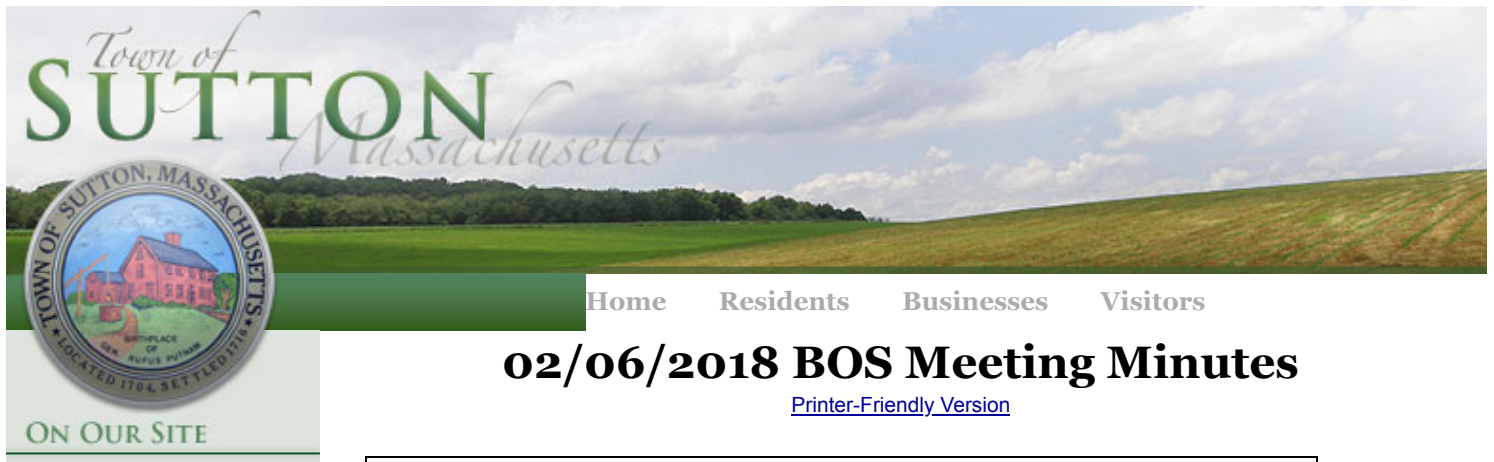 Town of
SUTTON
Massachusetts
TOWN OF SUTTON, MASSACHUSETTS
BIRTHPLACE
OF
GEN. RUFUS PUTNAM
LOCATED 1704, SETTLED 1716
Home Residents Businesses Visitors
02/06/2018 BOS Meeting Minutes
Printer-Friendly Version
ON OUR SITE